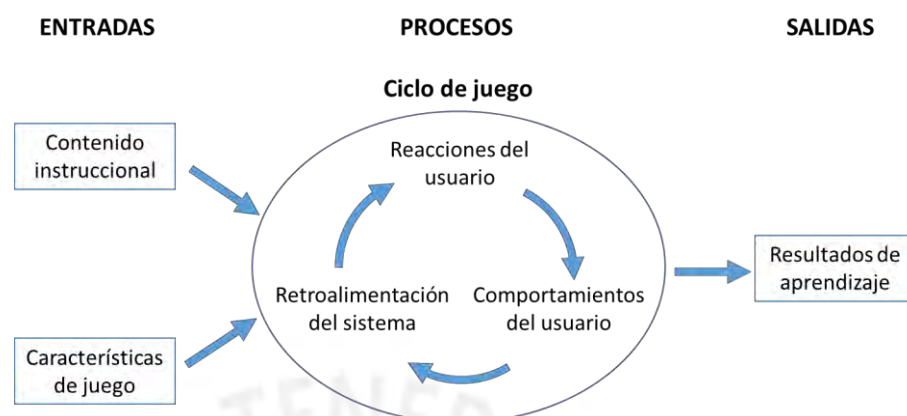 ENTRADAS
PROCESOS
SALIDAS
Ciclo de juego
Contenido
instruccional
Reacciones del
usuario
Resultados de
aprendizaje
Retroalimentación
del sistema
Comportamientos
del usuario
Características
de juego
TENEB